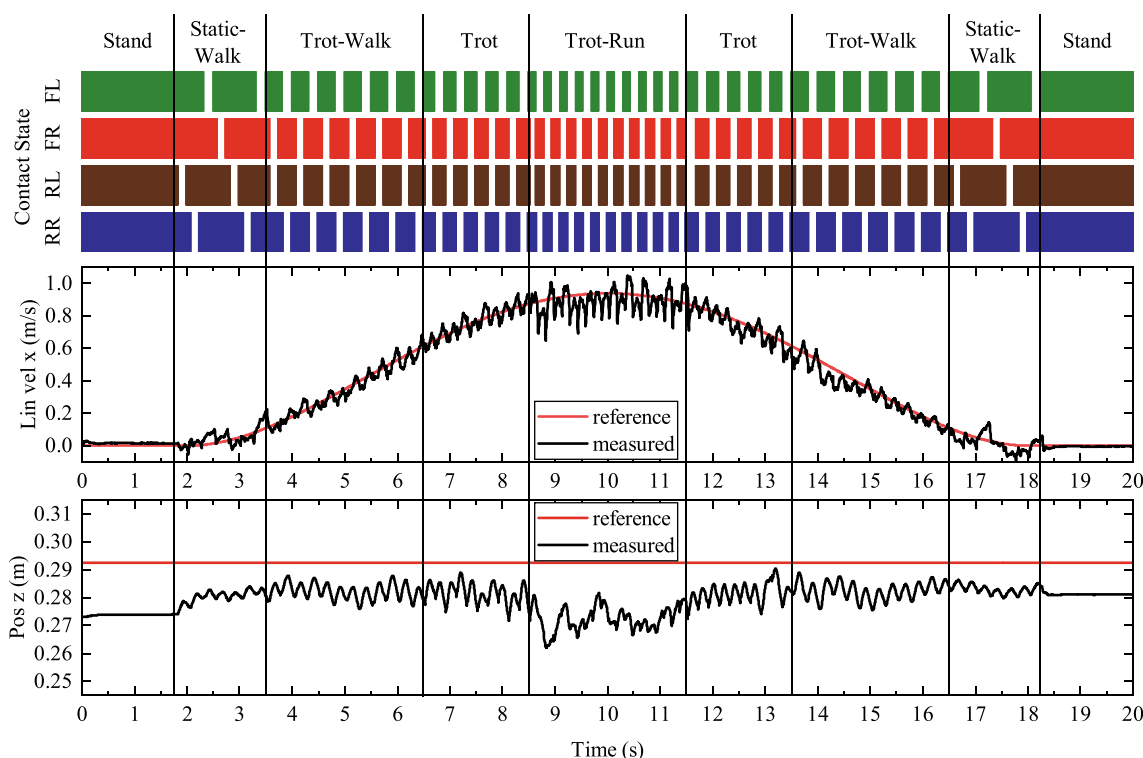 Stand Static-Walk Trot-Walk Trot Trot-Run Trot Trot-Walk Static-Walk Stand
Contact State
FL
FR
RL
RR
Lin vel x (m/s)
1.0
0.8
0.6
0.4
0.2
0.0
reference
measured
0 1 2 3 4 5 6 7 8 9 10 11 12 13 14 15 16 17 18 19 20
Pos z (m)
0.31
0.30
0.29
0.28
0.27
0.26
0.25
reference
measured
0 1 2 3 4 5 6 7 8 9 10 11 12 13 14 15 16 17 18 19 20
Time (s)